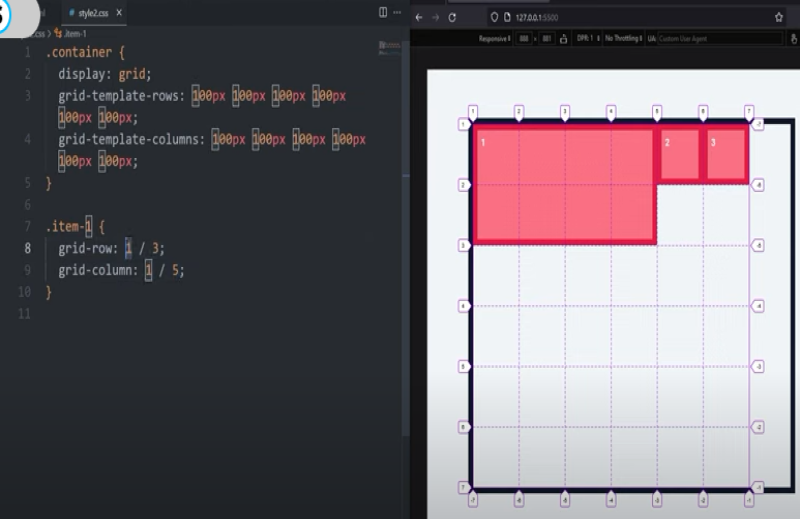 style2.css ×
.css > .item-1
1 .container {
2 display: grid;
3 grid-template-rows: 100px 100px 100px 100px
100px 100px;
4 grid-template-columns: 100px 100px 100px 100px
100px 100px;
5 }
6
7 .item-1 {
8 grid-row: 1 / 3;
9 grid-column: 1 / 5;
10 }
11
127.0.0.1:5500
Responsive DPR: 1 No Throttling UA: Custom User Agent
1 2 3 4 5 6 7
1 1 2 3 -7
2 -6
3 -5
4 -4
5 -3
6 -2
7 -1
-7 -6 -5 -4 -3 -2 -1